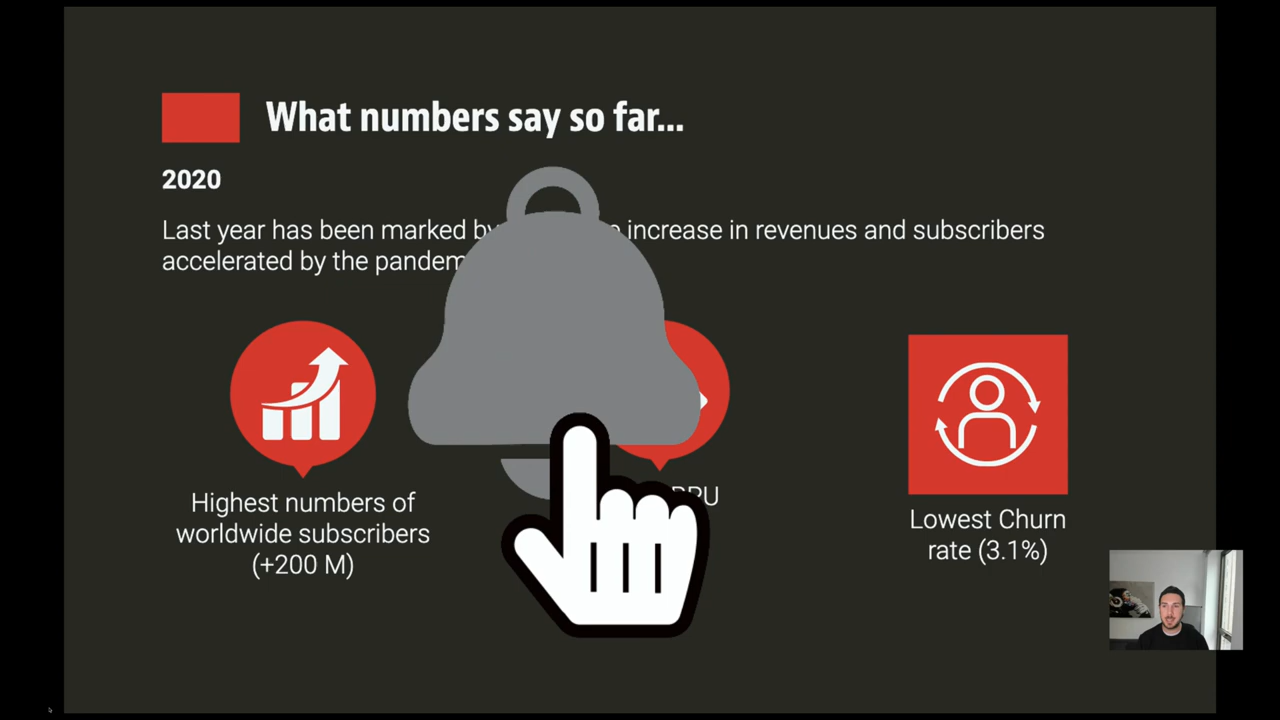 What numbers say so far...
2020
Last year has been marked by increase in revenues and subscribers
accelerated by the
Highest numbers of
worldwide subscribers
(+200 M)
Lowest Churn
rate (3.1%)